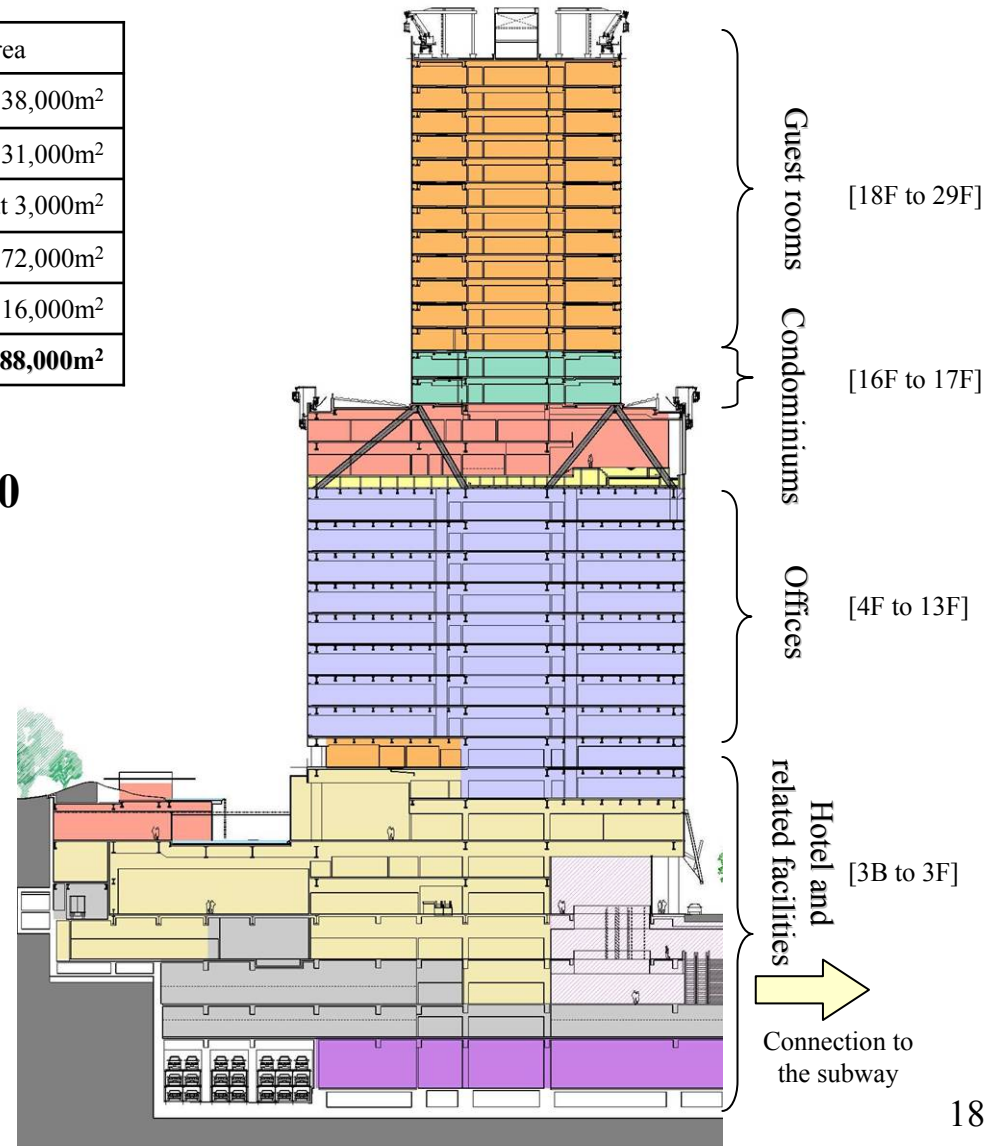 rea
38,000m²
31,000m²
t 3,000m²
72,000m²
16,000m²
88,000m²
0
Guest rooms
[18F to 29F]
Condominiums
[16F to 17F]
Offices
[4F to 13F]
Hotel and
related facilities
[3B to 3F]
Connection to
the subway
18